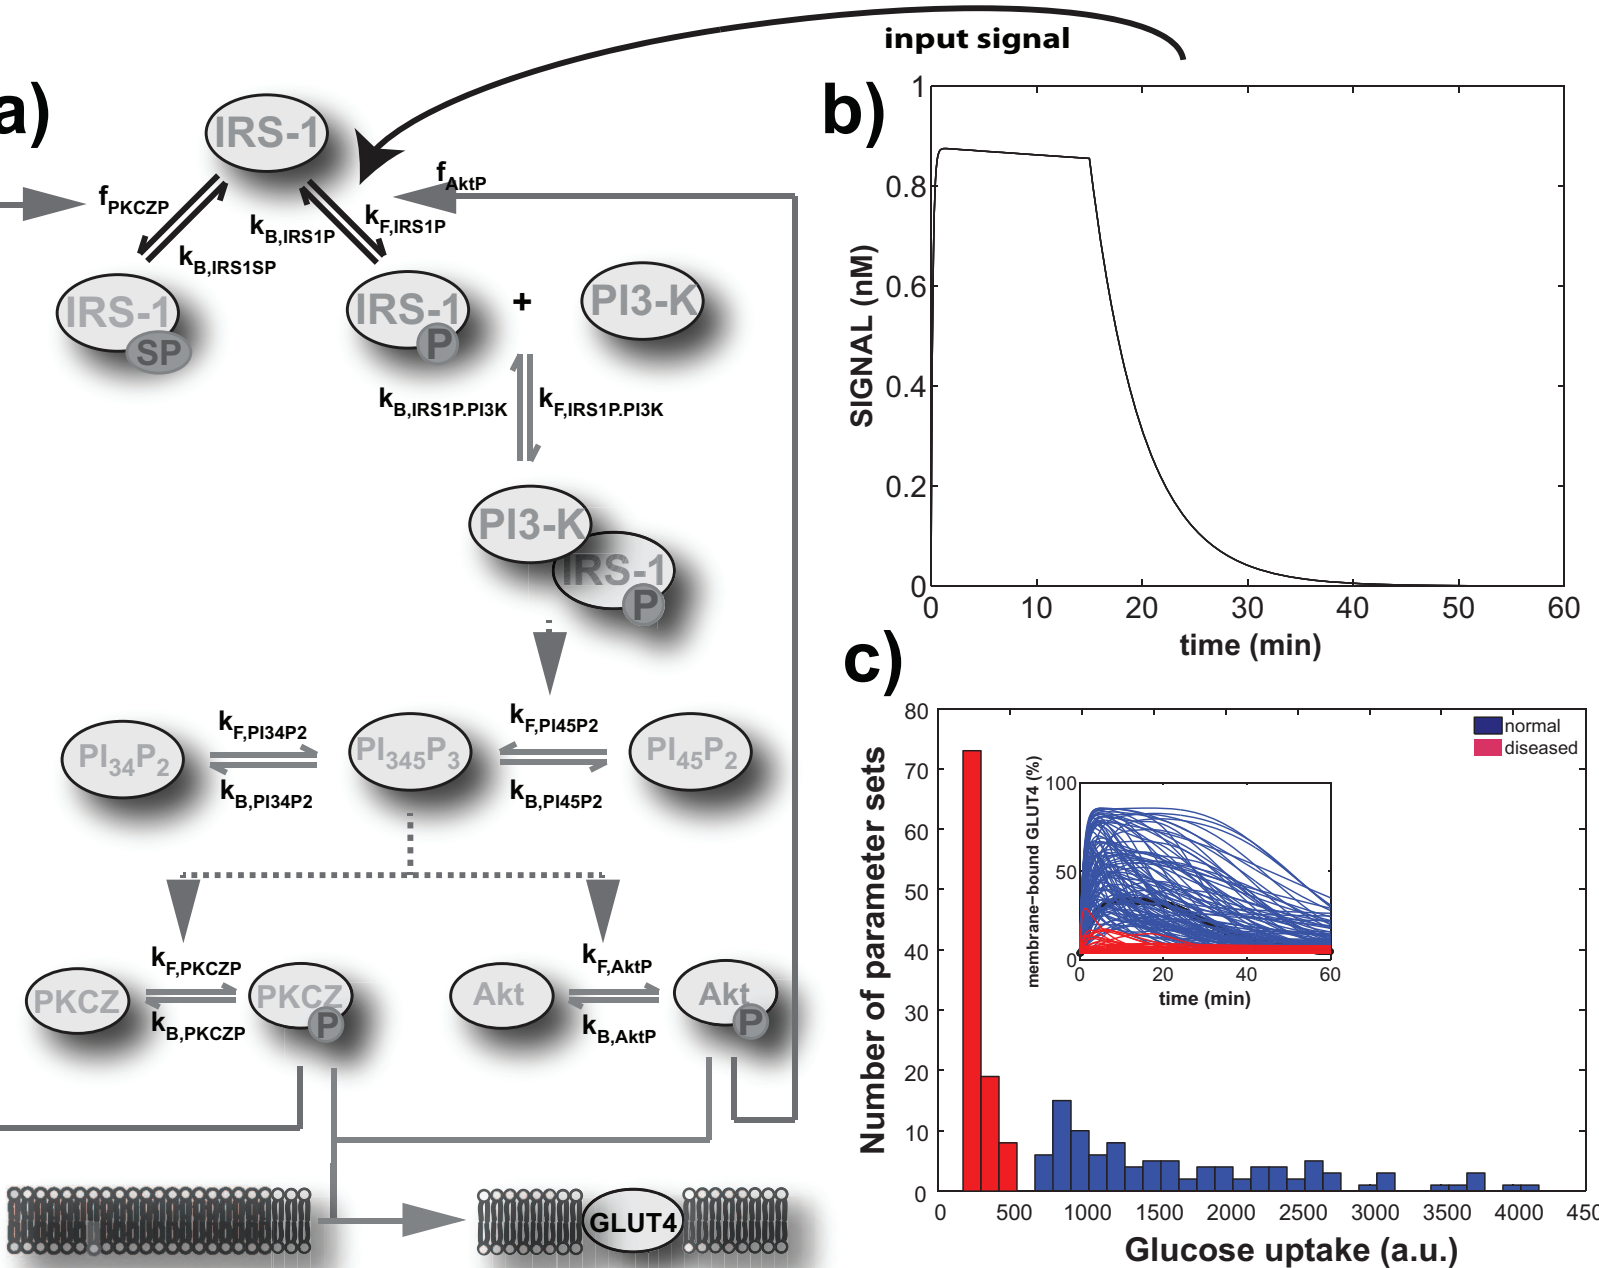 input signal
a)
IRS-1
f_PKCZP
k_B,IRS1SP
k_B,IRS1P
k_F,IRS1P
f_AktP
IRS-1
SP
IRS-1
P
+
PI3-K
k_B,IRS1P.PI3K
k_F,IRS1P.PI3K
PI3-K
IRS-1
P
k_F,PI34P2
k_F,PI45P2
PI_34P_2
PI_345P_3
PI_45P_2
k_B,PI34P2
k_B,PI45P2
k_F,PKCZP
k_F,AktP
PKCZ
PKCZ
P
Akt
Akt
P
k_B,PKCZP
k_B,AktP
GLUT4
b)
1
0.8
0.6
0.4
0.2
0
SIGNAL (nM)
0 10 20 30 40 50 60
time (min)
c)
80
70
60
50
40
30
20
10
0
Number of parameter sets
normal
diseased
membrane-bound GLUT4 (%)
100
50
0
0 20 40 60
time (min)
0 500 1000 1500 2000 2500 3000 3500 4000 450
Glucose uptake (a.u.)